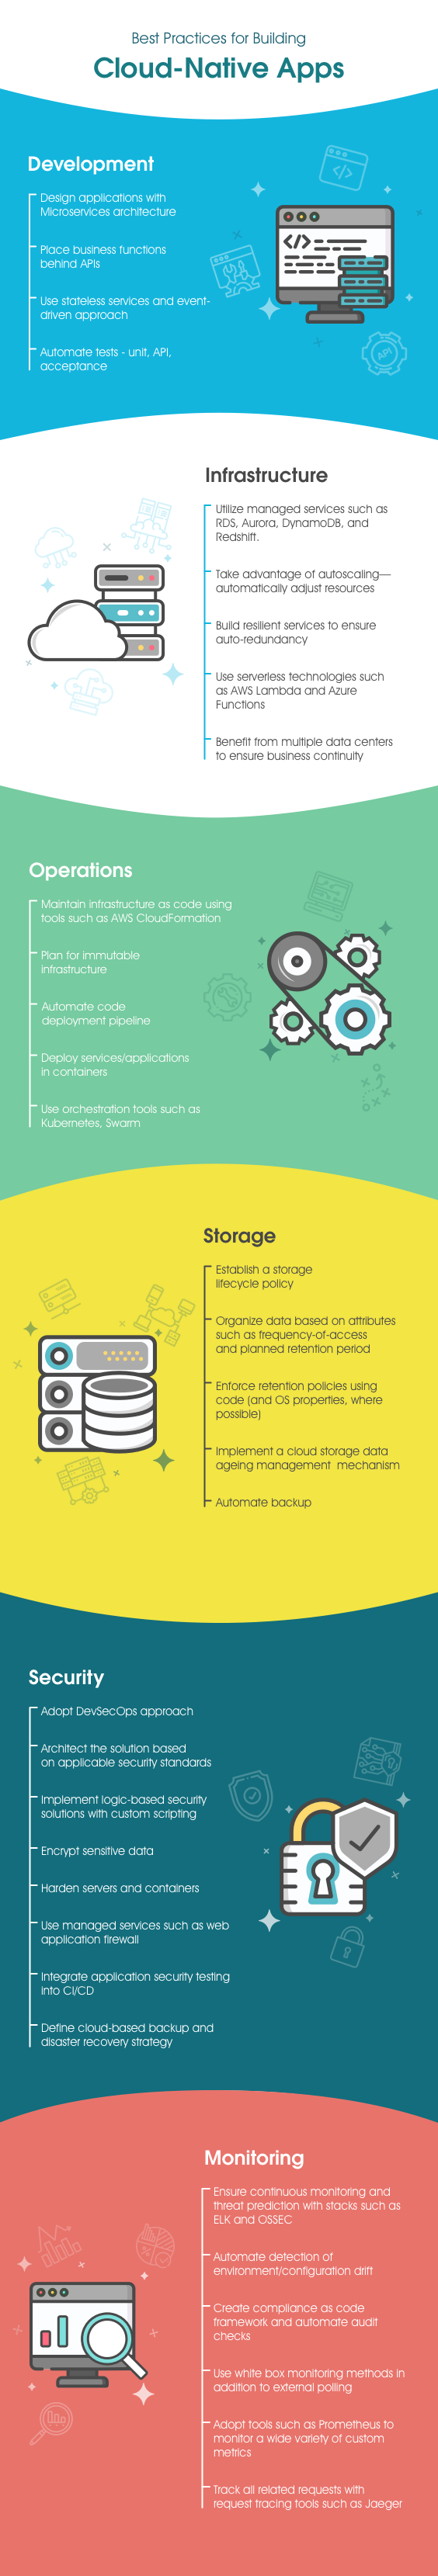 Best Practices for Building
Cloud-Native Apps
Development
Design applications with
Microservices architecture
Place business functions
behind APIs
Use stateless services and event-
driven approach
Automate tests - unit, API,
acceptance
</>
</>
API
Infrastructure
Utilize managed services such as
RDS, Aurora, DynamoDB, and
Redshift.
Take advantage of autoscaling—
automatically adjust resources
Build resilient services to ensure
auto-redundancy
Use serverless technologies such
as AWS Lambda and Azure
Functions
Benefit from multiple data centers
to ensure business continuity
Operations
Maintain infrastructure as code using
tools such as AWS CloudFormation
Plan for immutable
infrastructure
Automate code
deployment pipeline
Deploy services/applications
in containers
Use orchestration tools such as
Kubernetes, Swarm
Storage
Establish a storage
lifecycle policy
Organize data based on attributes
such as frequency-of-access
and planned retention period
Enforce retention policies using
code (and OS properties, where
possible)
Implement a cloud storage data
ageing management mechanism
Automate backup
Security
Adopt DevSecOps approach
Architect the solution based
on applicable security standards
Implement logic-based security
solutions with custom scripting
Encrypt sensitive data
Harden servers and containers
Use managed services such as web
application firewall
Integrate application security testing
into CI/CD
Define cloud-based backup and
disaster recovery strategy
Monitoring
Ensure continuous monitoring and
threat prediction with stacks such as
ELK and OSSEC
Automate detection of
environment/configuration drift
Create compliance as code
framework and automate audit
checks
Use white box monitoring methods in
addition to external polling
Adopt tools such as Prometheus to
monitor a wide variety of custom
metrics
Track all related requests with
request tracing tools such as Jaeger